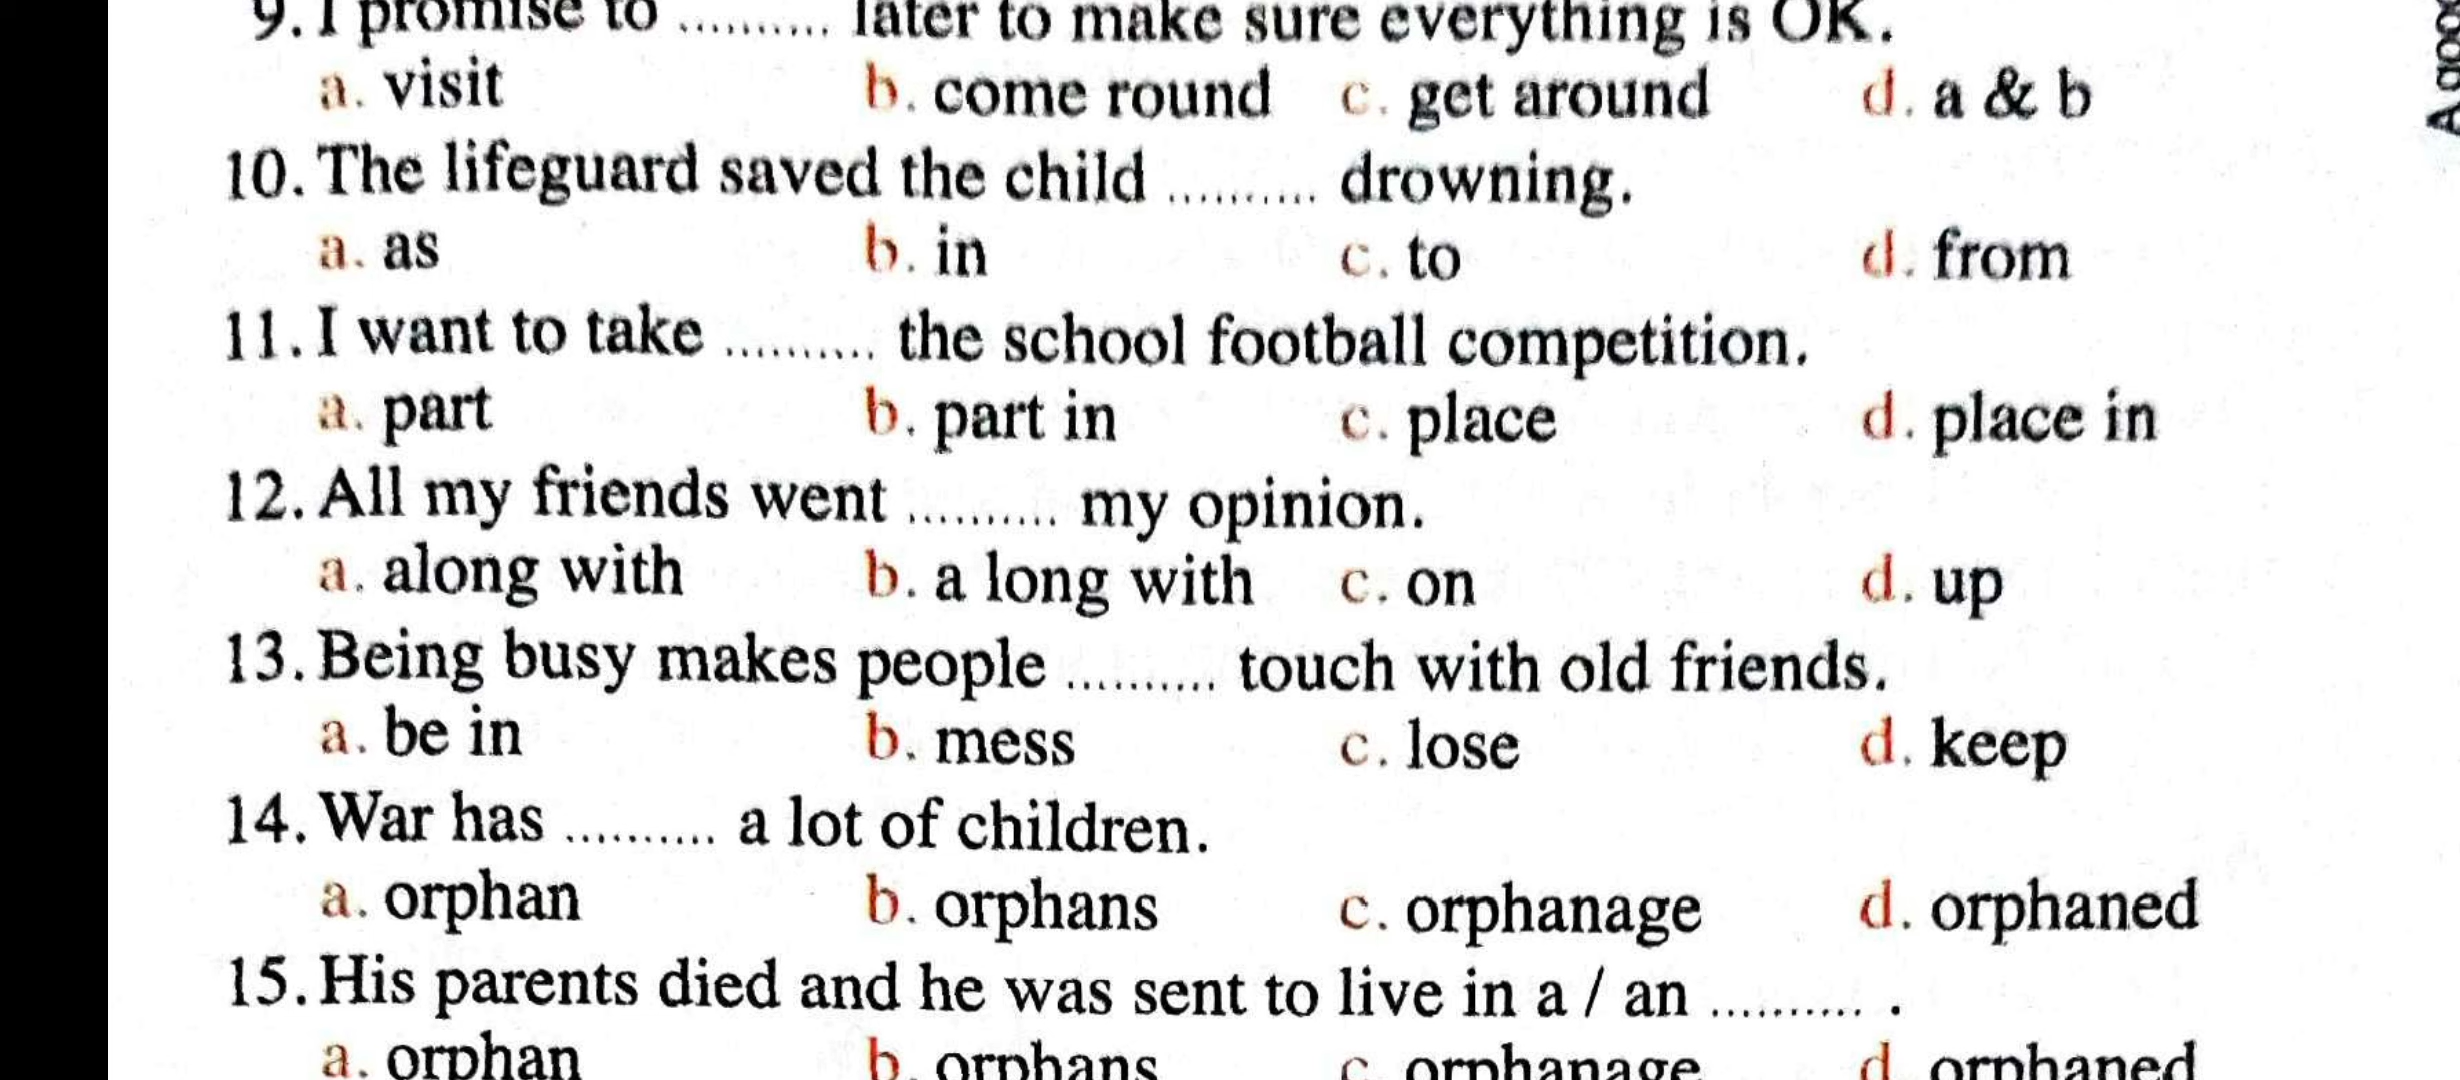 9. I promise to .......... later to make sure everything is OK.
a. visit b. come round c. get around d. a & b
10. The lifeguard saved the child .......... drowning.
a. as b. in c. to d. from
11. I want to take .......... the school football competition.
a. part b. part in c. place d. place in
12. All my friends went .......... my opinion.
a. along with b. a long with c. on d. up
13. Being busy makes people .......... touch with old friends.
a. be in b. mess c. lose d. keep
14. War has .......... a lot of children.
a. orphan b. orphans c. orphanage d. orphaned
15. His parents died and he was sent to live in a / an .......... .
a. orphan b. orphans c. orphanage d. orphaned